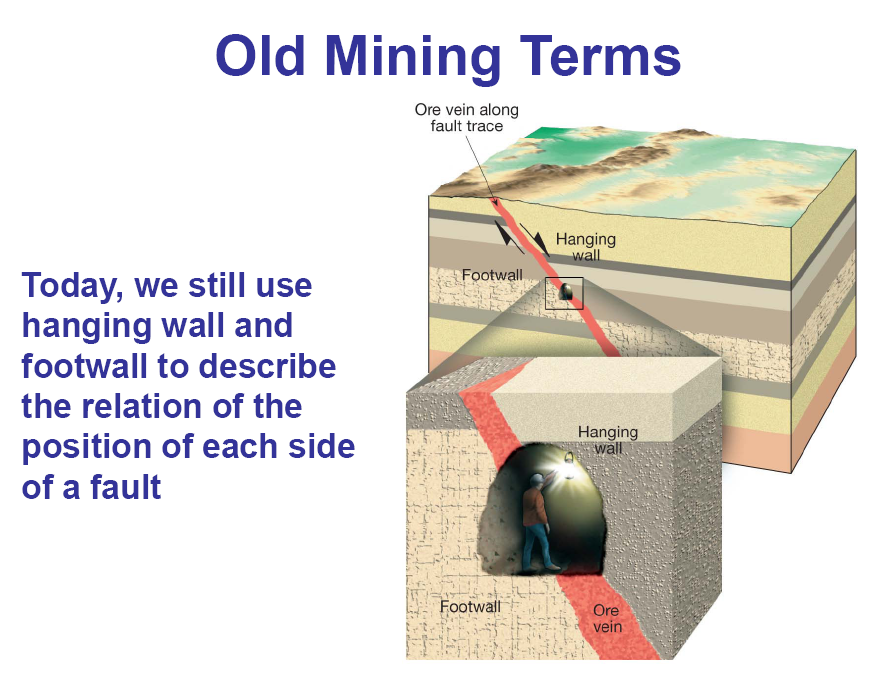 Old Mining Terms
Ore vein along
fault trace
Hanging
wall
Footwall
Today, we still use
hanging wall and
footwall to describe
the relation of the
position of each side
of a fault
Hanging
wall
Footwall
Ore
vein